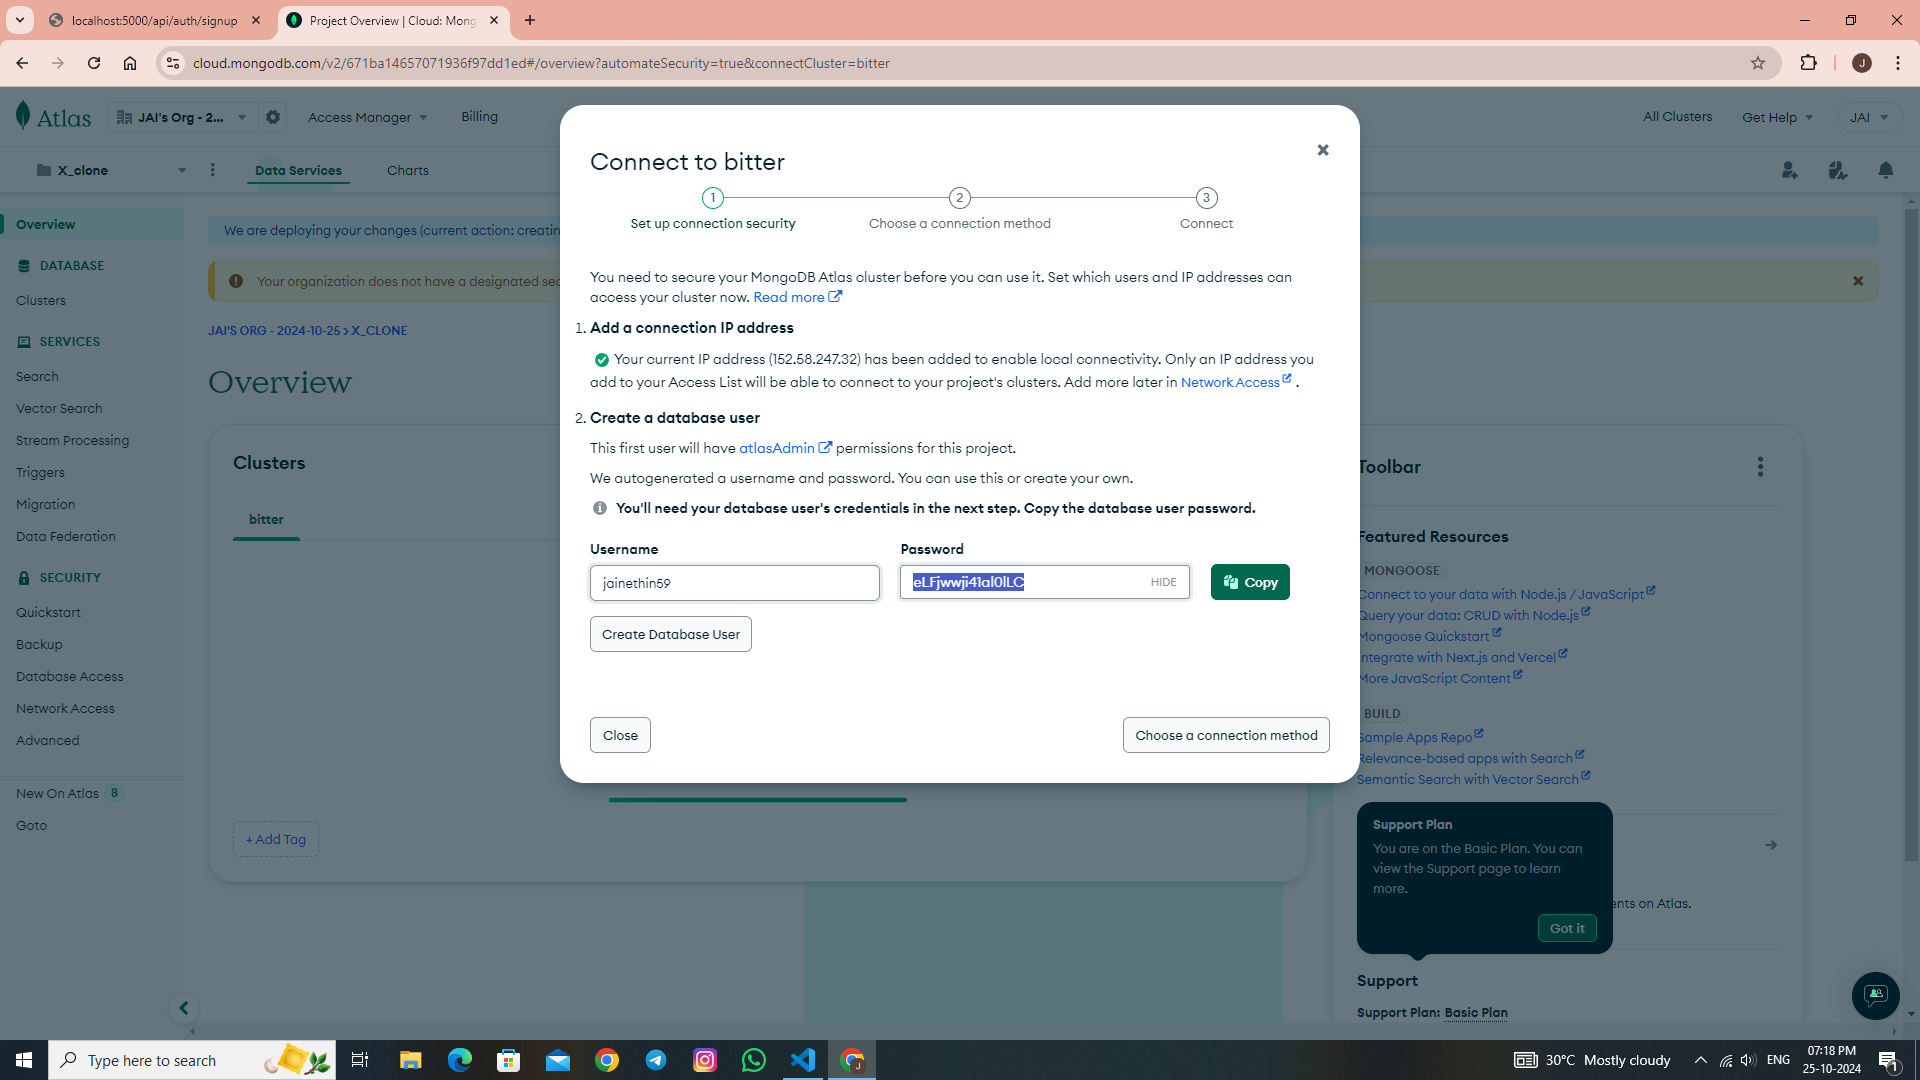 localhost:5000/api/auth/signup
Project Overview | Cloud: Mong
cloud.mongodb.com/v2/671ba14657071936f97dd1ed#/overview?automateSecurity=true&connectCluster=bitter
J
Atlas
JAI's Org - 2...
Access Manager
Billing
All Clusters
Get Help
JAI
X_clone
Data Services
Charts
Overview
DATABASE
Clusters
SERVICES
Search
Vector Search
Stream Processing
Triggers
Migration
Data Federation
SECURITY
Quickstart
Backup
Database Access
Network Access
Advanced
New On Atlas 8
Goto
We are deploying your changes (current action: creatin
Your organization does not have a designated sec
JAI'S ORG - 2024-10-25 > X_CLONE
Overview
Clusters
bitter
+ Add Tag
Connect to bitter
1
2
3
Set up connection security
Choose a connection method
Connect
You need to secure your MongoDB Atlas cluster before you can use it. Set which users and IP addresses can
access your cluster now. Read more
1. Add a connection IP address
Your current IP address (152.58.247.32) has been added to enable local connectivity. Only an IP address you
add to your Access List will be able to connect to your project's clusters. Add more later in Network Access .
2. Create a database user
This first user will have atlasAdmin permissions for this project.
We autogenerated a username and password. You can use this or create your own.
You'll need your database user's credentials in the next step. Copy the database user password.
Username
Password
jainethin59
HIDE
Copy
Create Database User
Close
Choose a connection method
Toolbar
Featured Resources
MONGOOSE
Connect to your data with Node.js / JavaScript
Query your data: CRUD with Node.js
Mongoose Quickstart
Integrate with Next.js and Vercel
More JavaScript Content
BUILD
Sample Apps Repo
Relevance-based apps with Search
Semantic Search with Vector Search
Support Plan
You are on the Basic Plan. You can
view the Support page to learn
more.
Got it
ents on Atlas.
Support
Support Plan: Basic Plan
Type here to search
30°C Mostly cloudy
ENG
07:18 PM
25-10-2024
1